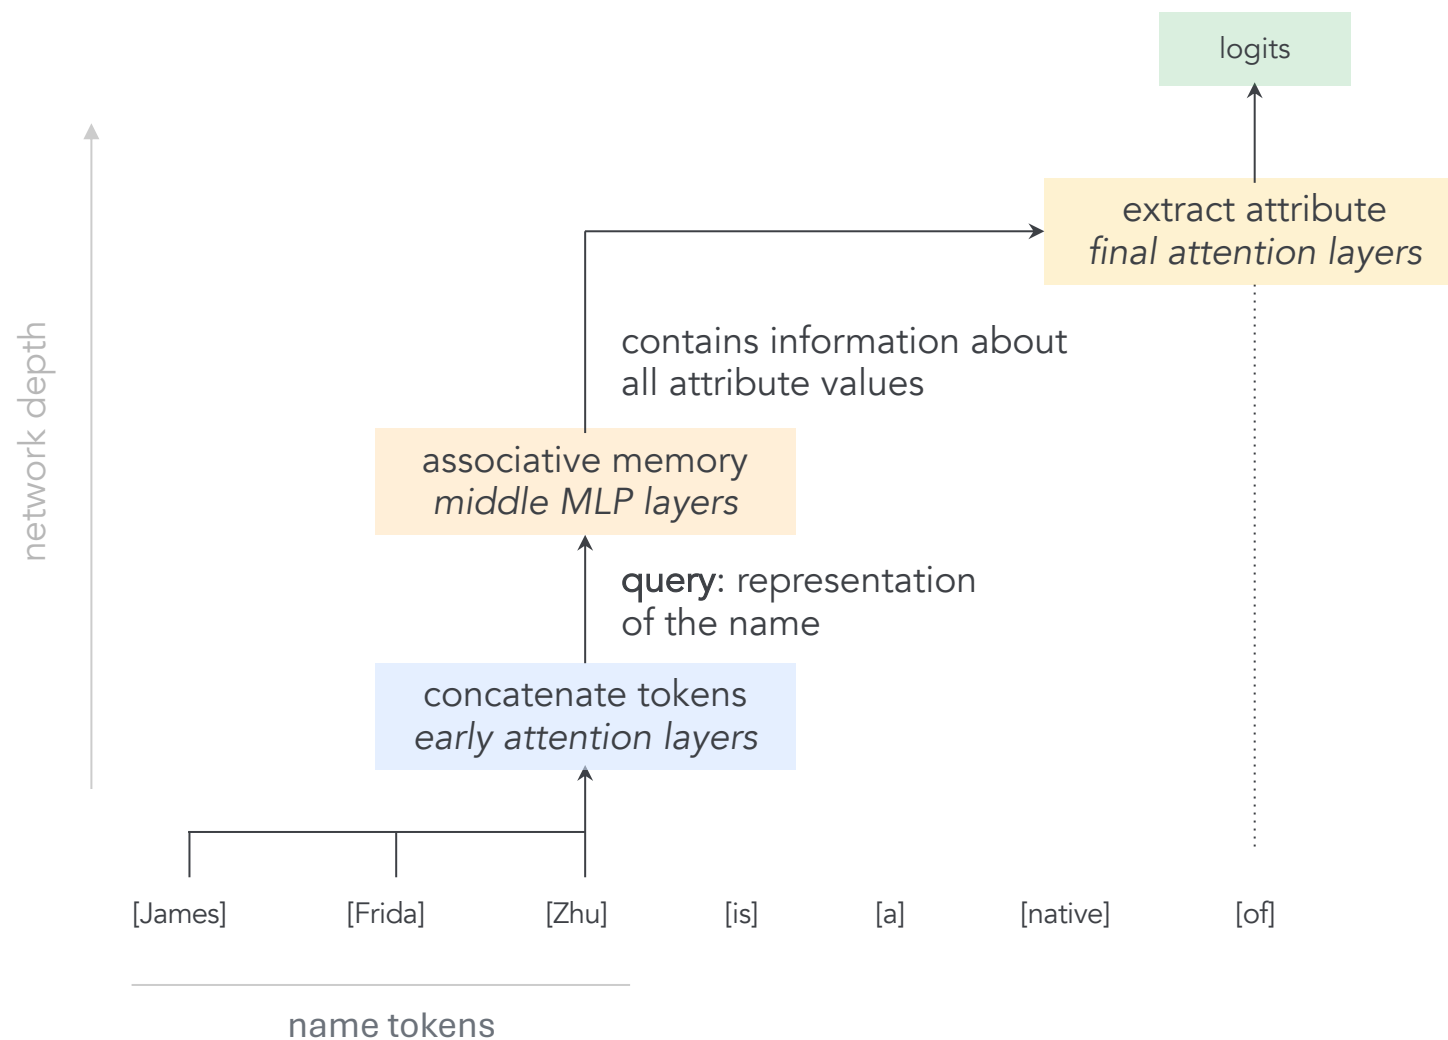 logits
extract attribute
final attention layers
contains information about
all attribute values
network depth
associative memory
middle MLP layers
query: representation
of the name
concatenate tokens
early attention layers
[James] [Frida] [Zhu] [is] [a] [native] [of]
name tokens